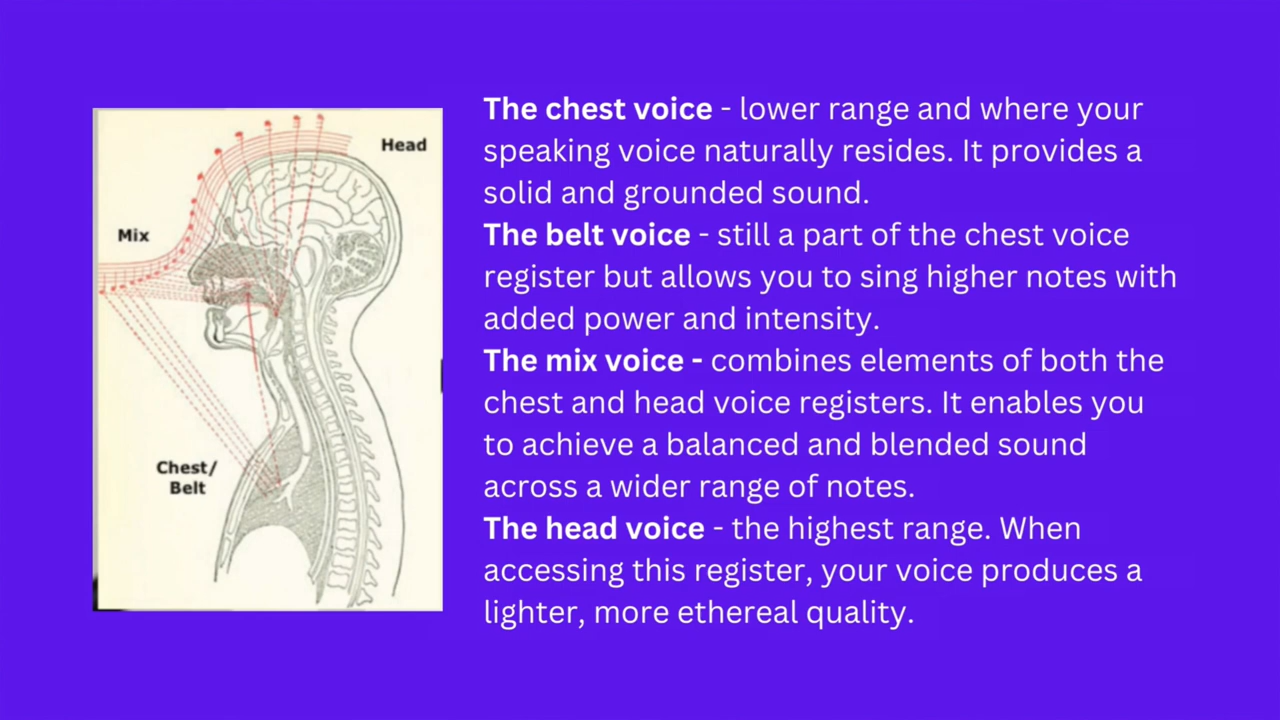 Head
Mix
Chest/
Belt
The chest voice - lower range and where your
speaking voice naturally resides. It provides a
solid and grounded sound.
The belt voice - still a part of the chest voice
register but allows you to sing higher notes with
added power and intensity.
The mix voice - combines elements of both the
chest and head voice registers. It enables you
to achieve a balanced and blended sound
across a wider range of notes.
The head voice - the highest range. When
accessing this register, your voice produces a
lighter, more ethereal quality.